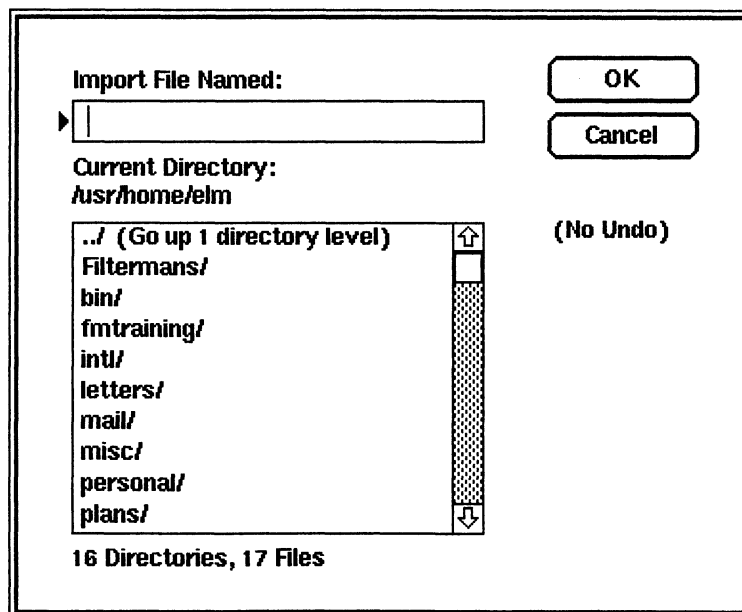 Import File Named:
OK
Cancel
Current Directory:
/usr/home/elm
../ (Go up 1 directory level)
(No Undo)
Filtermans/
bin/
fmtraining/
intl/
letters/
mail/
misc/
personal/
plans/
16 Directories, 17 Files